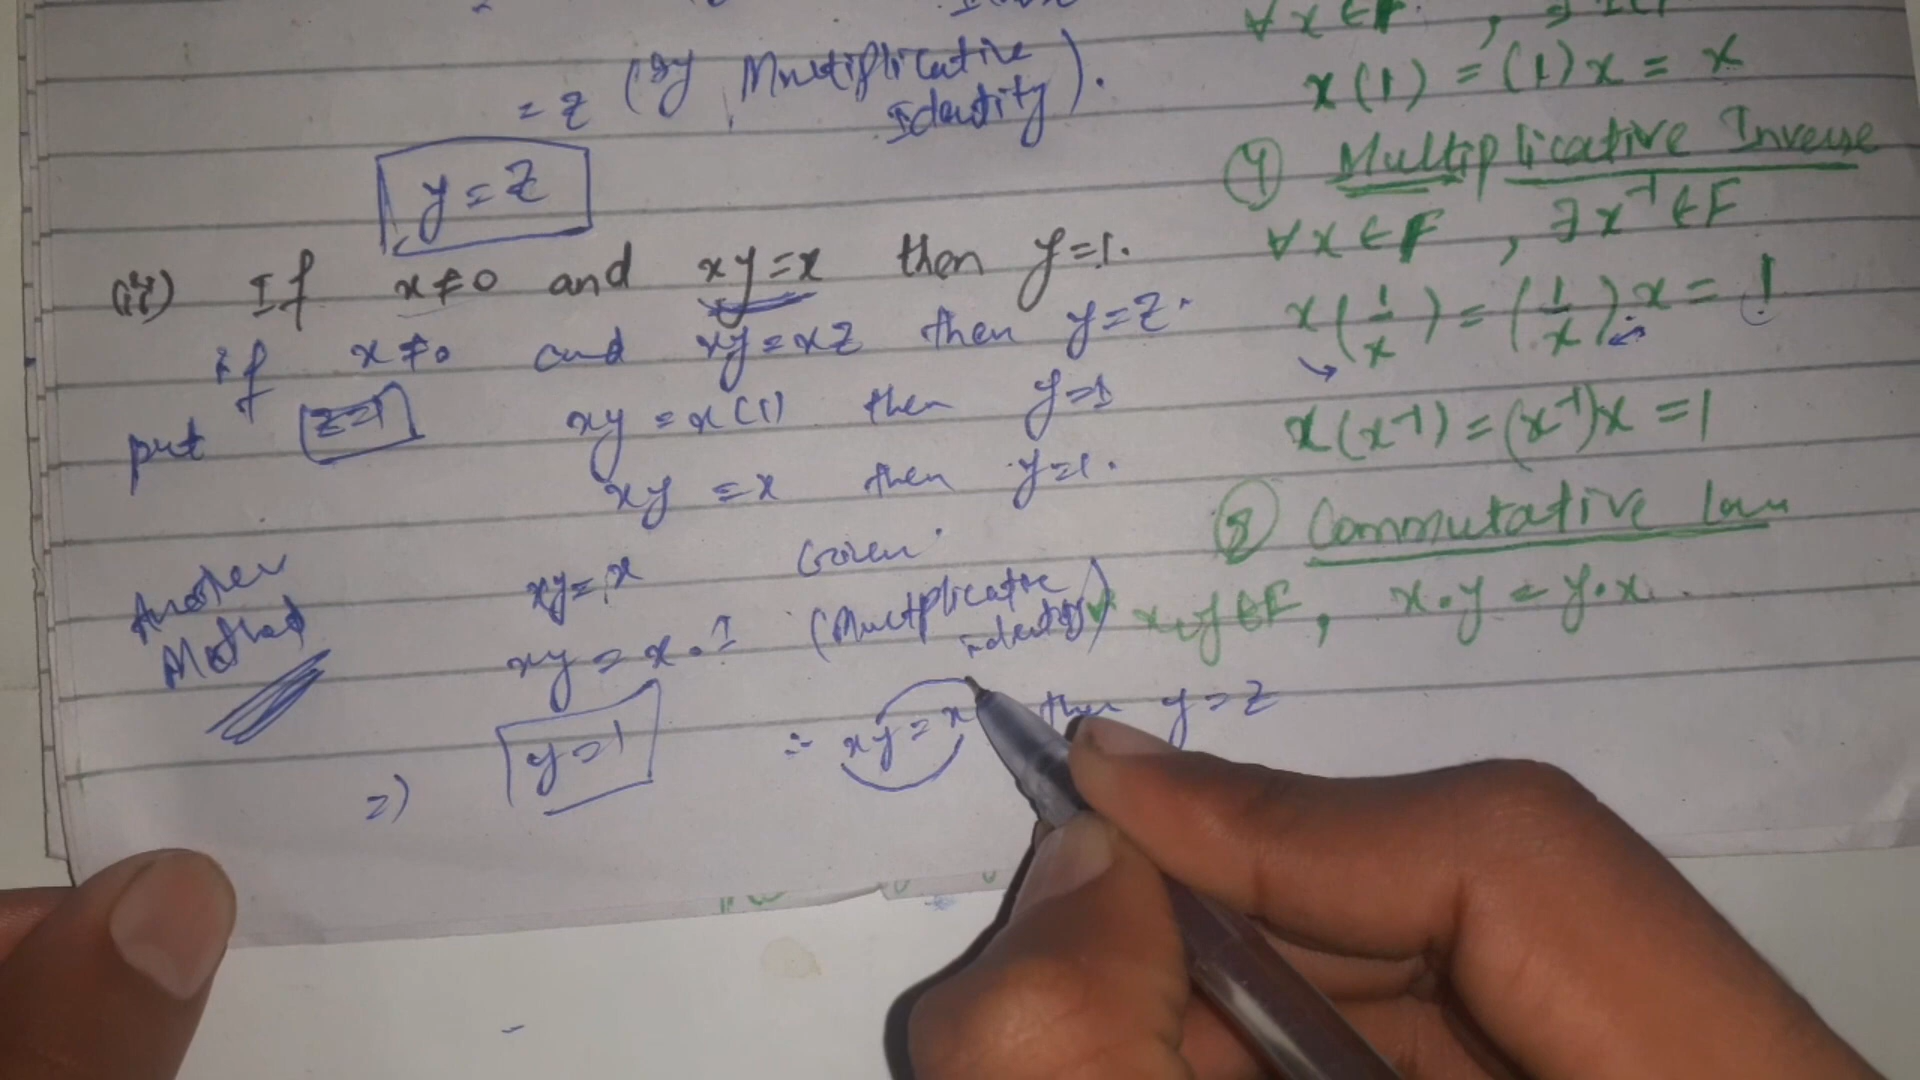 = z (By Multiplicative Identity).
y = z
(ii) If x≠0 and xy=x then y=1.
if x≠0 and xy=xz then y=z.
put z=1 xy = x(1) then y=1
xy = x then y=1.
Another Method
xy = x Given
xy = x.1 (Multiplicative identity)
=) y=1 ∴ xy = x then y=z
∀ x ∈ F , ∃ 1 ∈ F
x(1) = (1)x = x
Multiplicative Inverse
∀ x ∈ F , ∃ x⁻¹ ∈ F
x(1/x) = (1/x).x = 1
x(x⁻¹) = (x⁻¹)x = 1
Commutative Law
∀ x,y ∈ F , x.y = y.x.